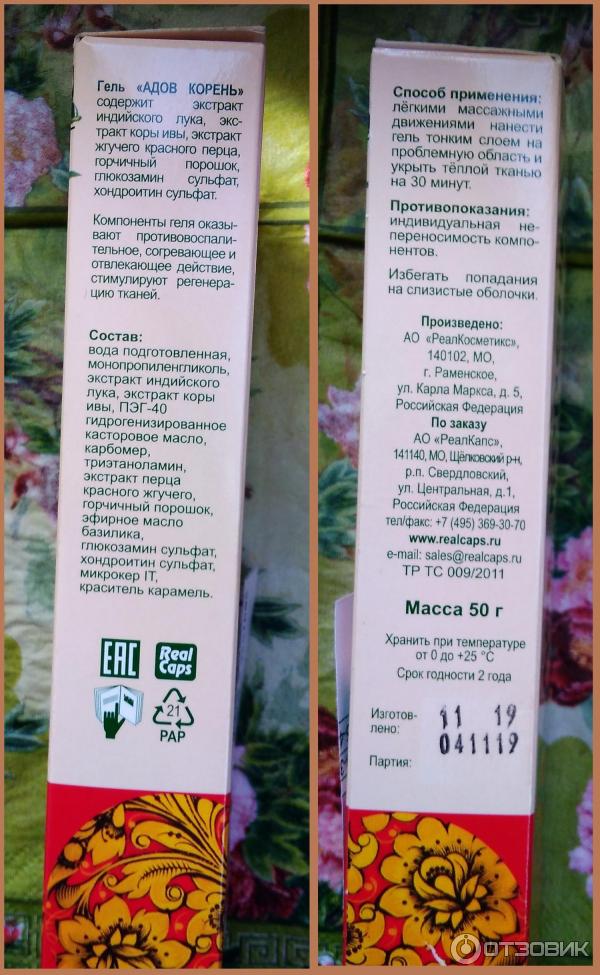 Гель «АДОВ КОРЕНЬ»
содержит экстракт
индийского лука, экс-
тракт коры ивы, экстракт
жгучего красного перца,
горчичный порошок,
глюкозамин сульфат,
хондроитин сульфат.
Компоненты геля оказы-
вают противовоспали-
тельное, согревающее и
отвлекающее действие,
стимулируют регенера-
цию тканей.
Состав:
вода подготовленная,
монопропиленгликоль,
экстракт индийского
лука, экстракт коры
ивы, ПЭГ-40
гидрогенизированное
касторовое масло,
карбомер,
триэтаноламин,
экстракт перца
красного жгучего,
горчичный порошок,
эфирное масло
базилика,
глюкозамин сульфат,
хондроитин сульфат,
микрокер IT,
краситель карамель.
EAC
Real
Caps
21
PAP
Способ применения:
лёгкими массажными
движениями нанести
гель тонким слоем на
проблемную область и
укрыть тёплой тканью
на 30 минут.
Противопоказания:
индивидуальная не-
переносимость компо-
нентов.
Избегать попадания
на слизистые оболочки.
Произведено:
АО «РеалКосметикс»,
140102, МО,
г. Раменское,
ул. Карла Маркса, д. 5,
Российская Федерация
По заказу
АО «РеалКапс»,
141140, МО, Щёлковский р-н,
р.п. Свердловский,
ул. Центральная, д.1,
Российская Федерация
тел/факс: +7 (495) 369-30-70
www.realcaps.ru
e-mail: sales@realcaps.ru
ТР ТС 009/2011
Масса 50 г
Хранить при температуре
от 0 до +25 °С
Срок годности 2 года
Изготов-
лено:
11 19
041119
Партия:
ОТЗОВИК